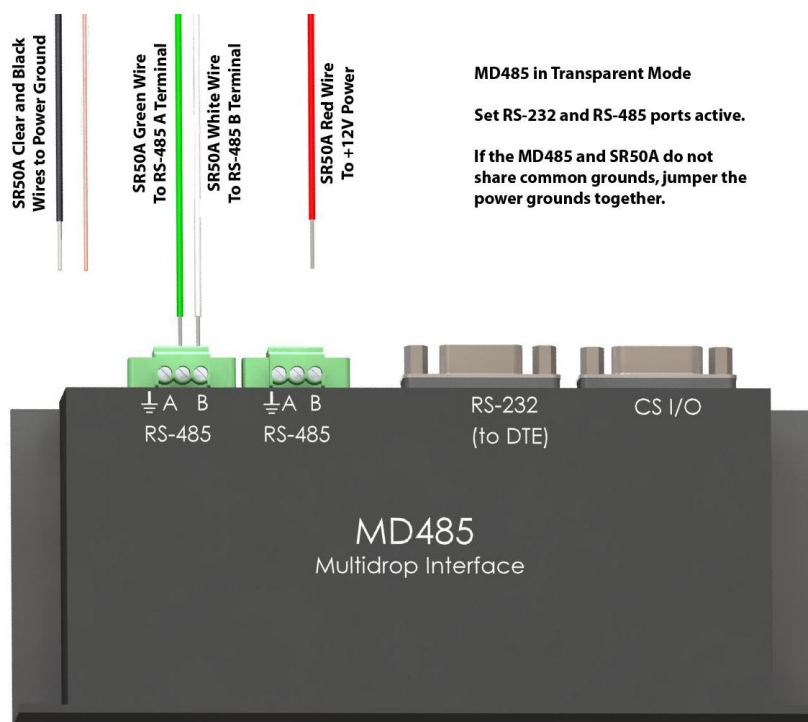 SR50A Clear and Black
Wires to Power Ground
SR50A Green Wire
To RS-485 A Terminal
SR50A White Wire
To RS-485 B Terminal
SR50A Red Wire
To +12V Power
MD485 in Transparent Mode
Set RS-232 and RS-485 ports active.
If the MD485 and SR50A do not
share common grounds, jumper the
power grounds together.
A B
RS-485
A B
RS-485
RS-232
(to DTE)
CS I/O
MD485
Multidrop Interface